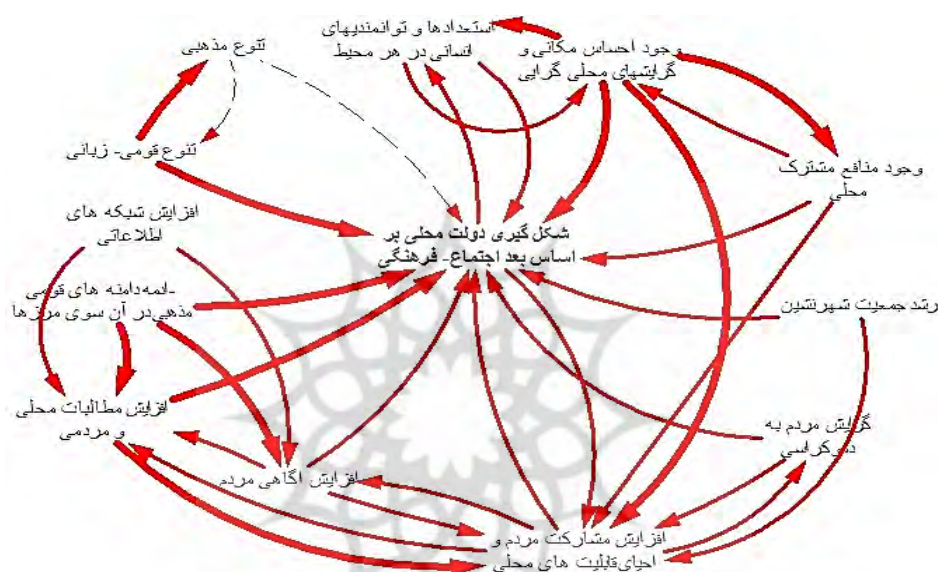 استعدادها و توانمندیهای
انسانی در هر محیط
وجود احساس مکانی و
گرایشهای محلی گرایی
تنوع مذهبی
تنوع قومی- زبانی
وجود منافع مشترک
محلی
افزایش شبکه های
اطلاعاتی
شکل گیری دولت محلی بر
اساس بعد اجتماع- فرهنگی
ادامه دامنه های قومی-
مذهبی در آن سوی مرزها
رشد جمعیت شهرنشین
افزایش مطالبات محلی
و مردمی
گرایش مردم به
دموکراسی
افزایش اگاهی مردم
افزایش مشارکت مردم و
احیای قابلیت های محلی